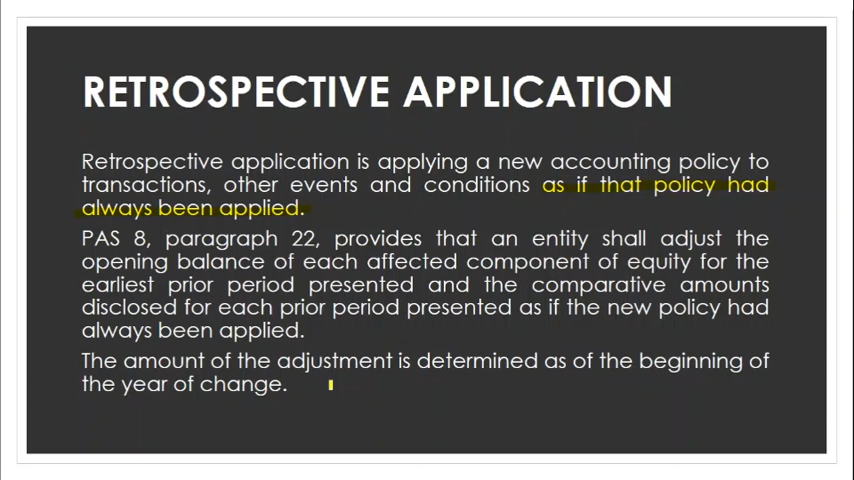 RETROSPECTIVE APPLICATION
Retrospective application is applying a new accounting policy to
transactions, other events and conditions as if that policy had
always been applied.
PAS 8, paragraph 22, provides that an entity shall adjust the
opening balance of each affected component of equity for the
earliest prior period presented and the comparative amounts
disclosed for each prior period presented as if the new policy had
always been applied.
The amount of the adjustment is determined as of the beginning of
the year of change.